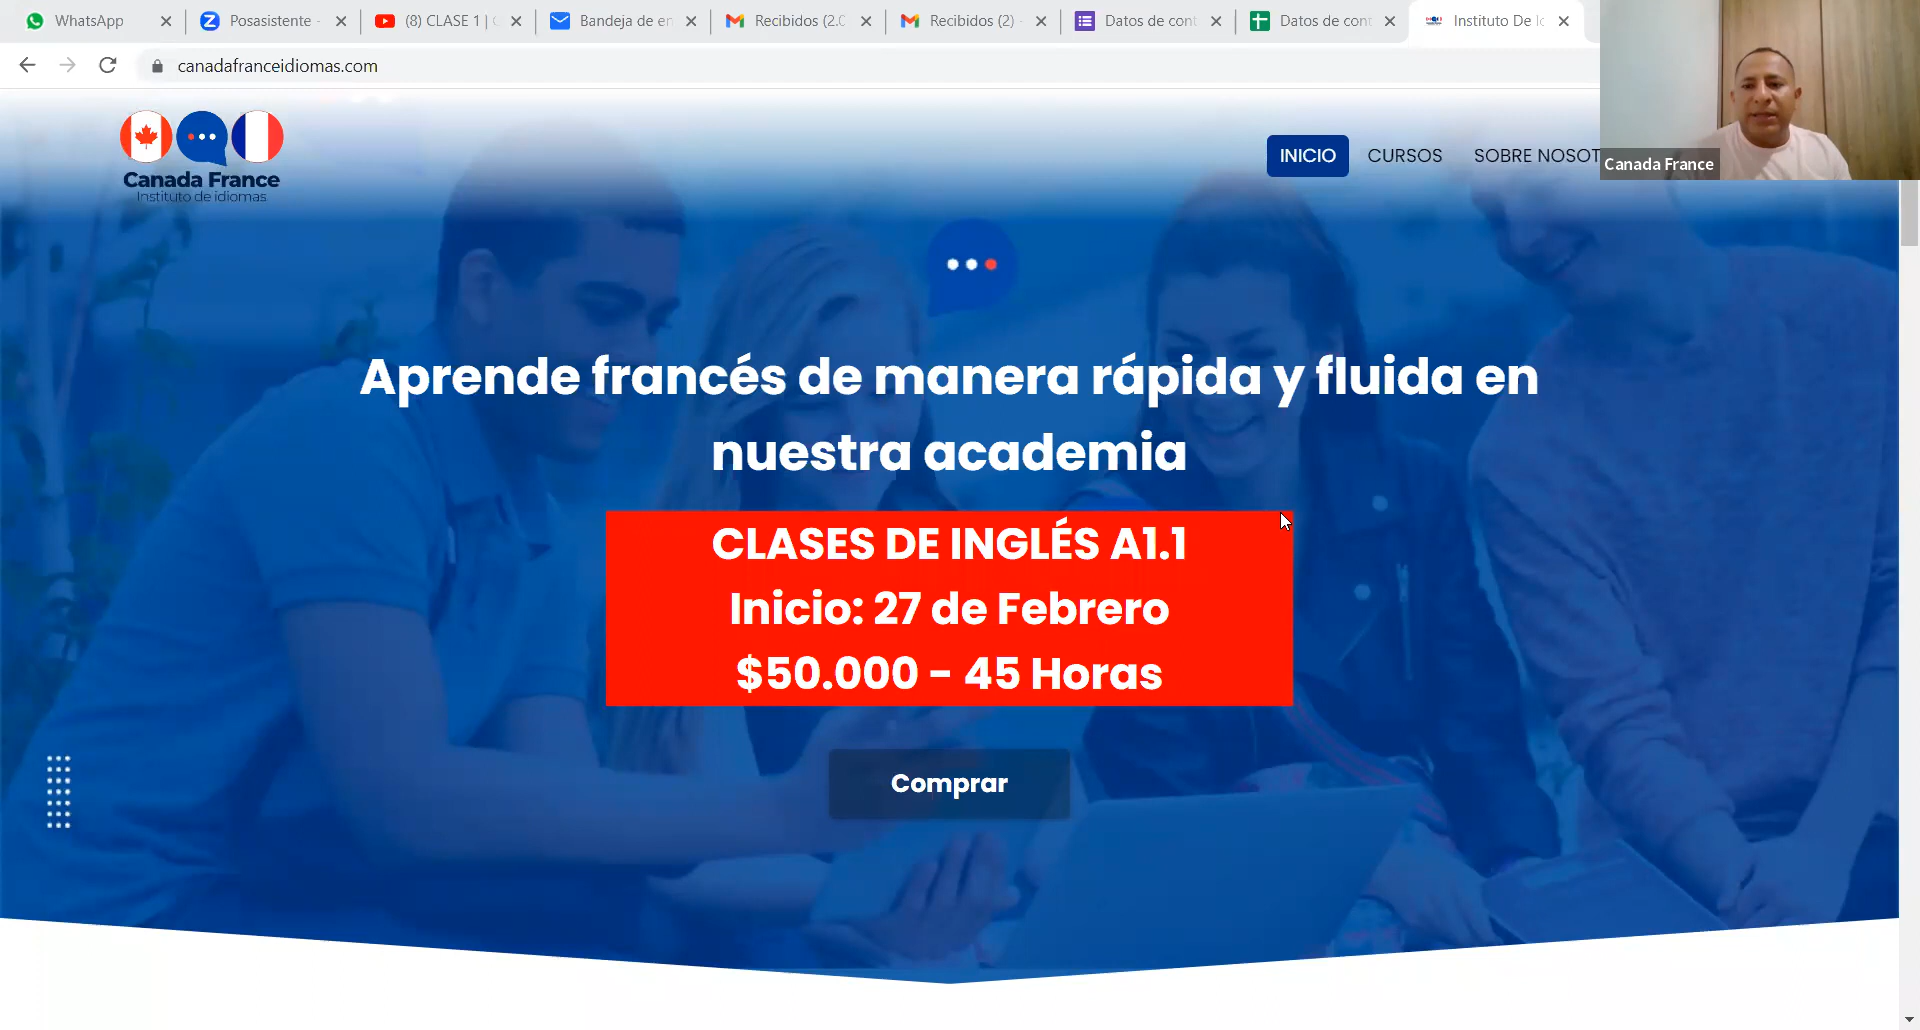 WhatsApp
Posasistente -
(8) CLASE 1 |
Bandeja de en
Recibidos (2.0
Recibidos (2) -
Datos de cont
Datos de cont
Instituto De Ic
canadafranceidiomas.com
Canada France
Instituto de idiomas
INICIO
CURSOS
SOBRE NOSOT
Canada France
Aprende francés de manera rápida y fluida en
nuestra academia
CLASES DE INGLÉS A1.1
Inicio: 27 de Febrero
$50.000 - 45 Horas
Comprar